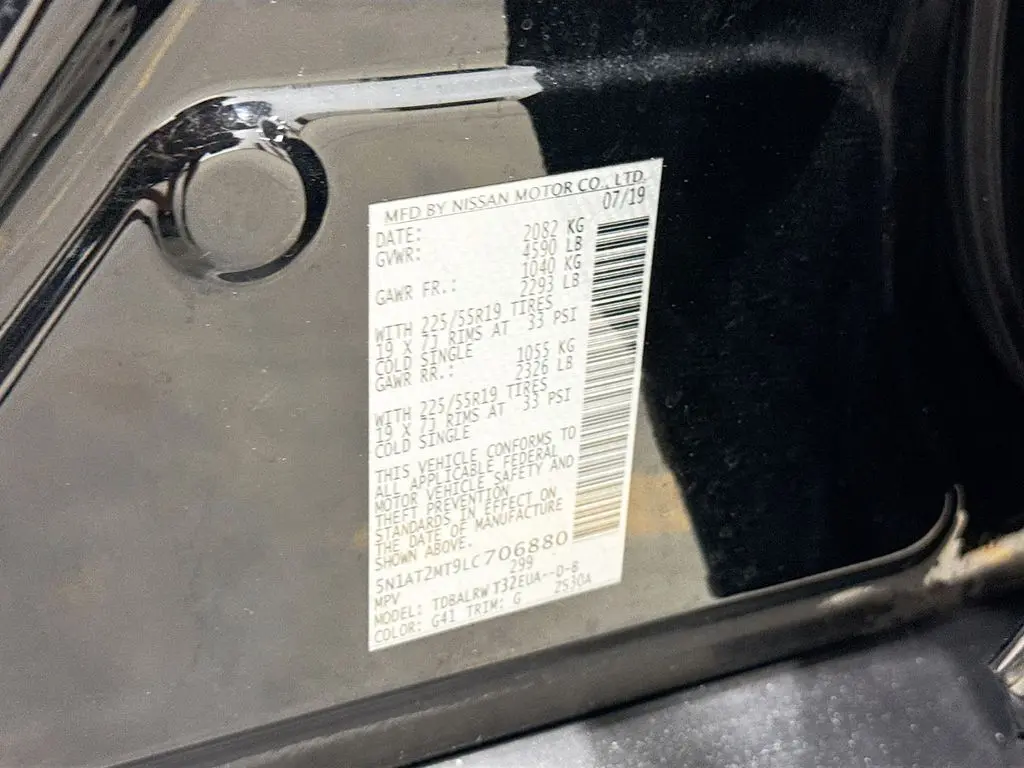 MFD BY NISSAN MOTOR CO., LTD.
DATE: 07/19
GVWR: 2082 KG
4590 LB
GAWR FR.: 1040 KG
2293 LB
WITH 225/55R19 TIRES
19 X 7J RIMS AT 33 PSI
COLD SINGLE
GAWR RR.: 1055 KG
2326 LB
WITH 225/55R19 TIRES
19 X 7J RIMS AT 33 PSI
COLD SINGLE
THIS VEHICLE CONFORMS TO
ALL APPLICABLE FEDERAL
MOTOR VEHICLE SAFETY AND
THEFT PREVENTION
STANDARDS IN EFFECT ON
THE DATE OF MANUFACTURE
SHOWN ABOVE.
5N1AT2MT9LC706880
MPV 299
MODEL: TDBALRWT32EUA--D-B
COLOR: G41 TRIM: G 7530A